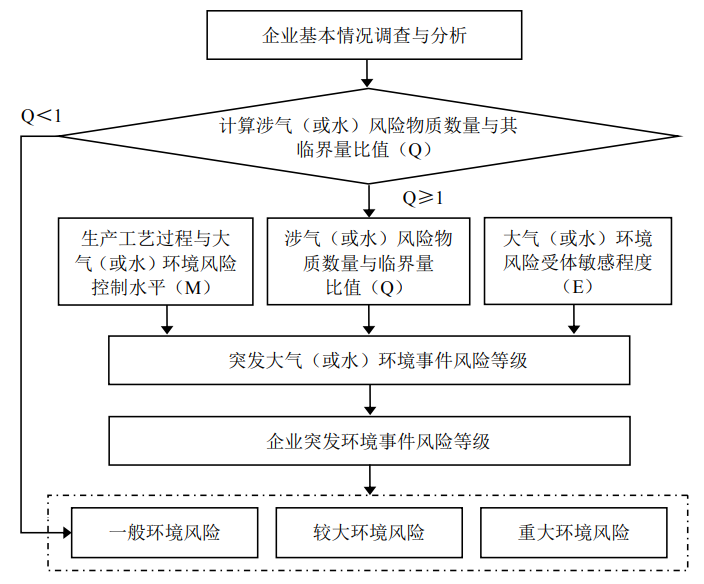 企业基本情况调查与分析
Q＜1
计算涉气（或水）风险物质数量与其
临界量比值（Q）
Q≥1
生产工艺过程与大
气（或水）环境风险
控制水平（M）
涉气（或水）风险物
质数量与临界量
比值（Q）
大气（或水）环境
风险受体敏感程度
（E）
突发大气（或水）环境事件风险等级
企业突发环境事件风险等级
一般环境风险
较大环境风险
重大环境风险